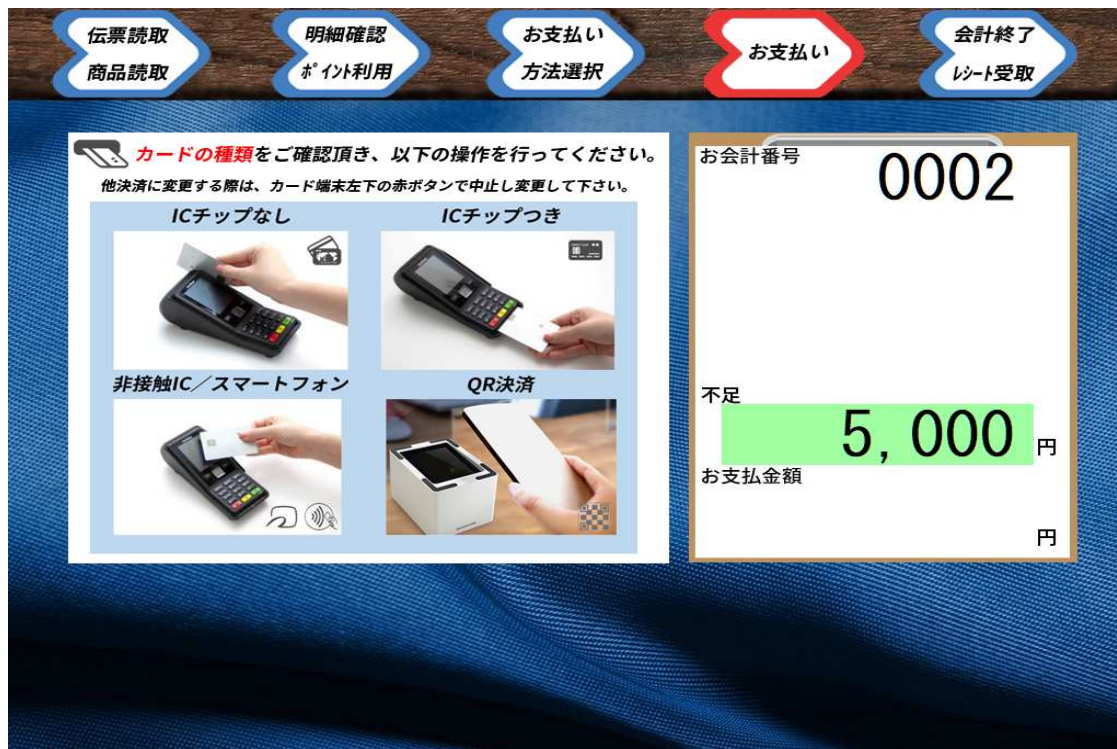 伝票読取
商品読取
明細確認
ﾎﾟｲﾝﾄ利用
お支払い
方法選択
お支払い
会計終了
ﾚｼｰﾄ受取
カードの種類をご確認頂き、以下の操作を行ってください。
他決済に変更する際は、カード端末左下の赤ボタンで中止し変更して下さい。
ICチップなし
ICチップつき
非接触IC／スマートフォン
QR決済
お会計番号
0002
不足
5,000 円
お支払金額
円